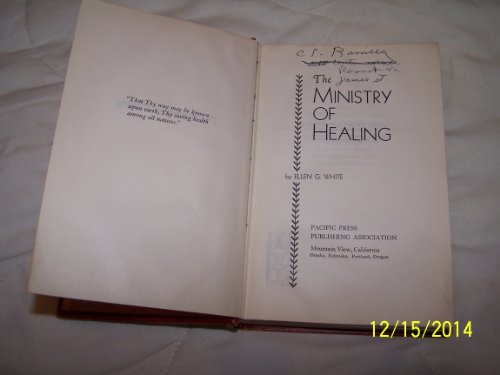 "That Thy way may be known
upon earth, Thy saving health
among all nations."
Ramsey
James
The
MINISTRY
OF
HEALING
by ELLEN G. WHITE
PACIFIC PRESS
PUBLISHING ASSOCIATION
Mountain View, California
Omaha, Nebraska, Portland, Oregon
12/15/2014